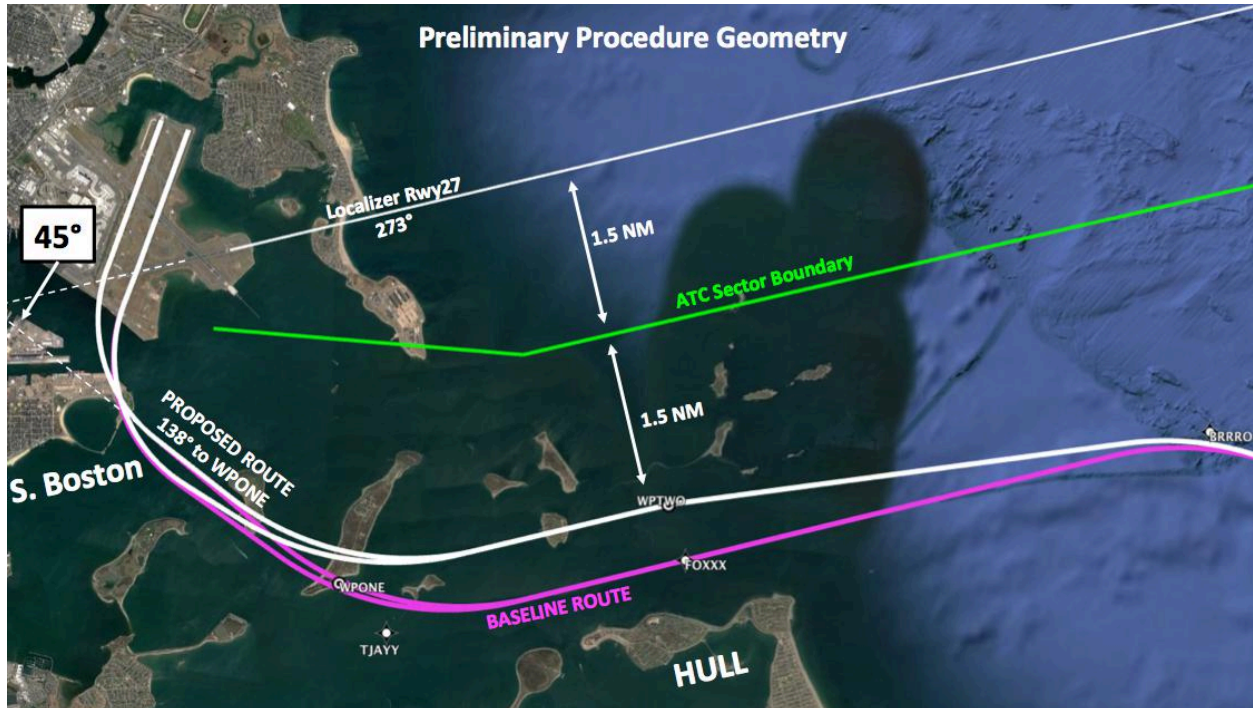 Preliminary Procedure Geometry
Localizer Rwy27
273°
45°
1.5 NM
ATC Sector Boundary
1.5 NM
PROPOSED ROUTE
138° to WPONE
S. Boston
BRRRO
WPTWO
FOXXX
WPONE
BASELINE ROUTE
TJAYY
HULL